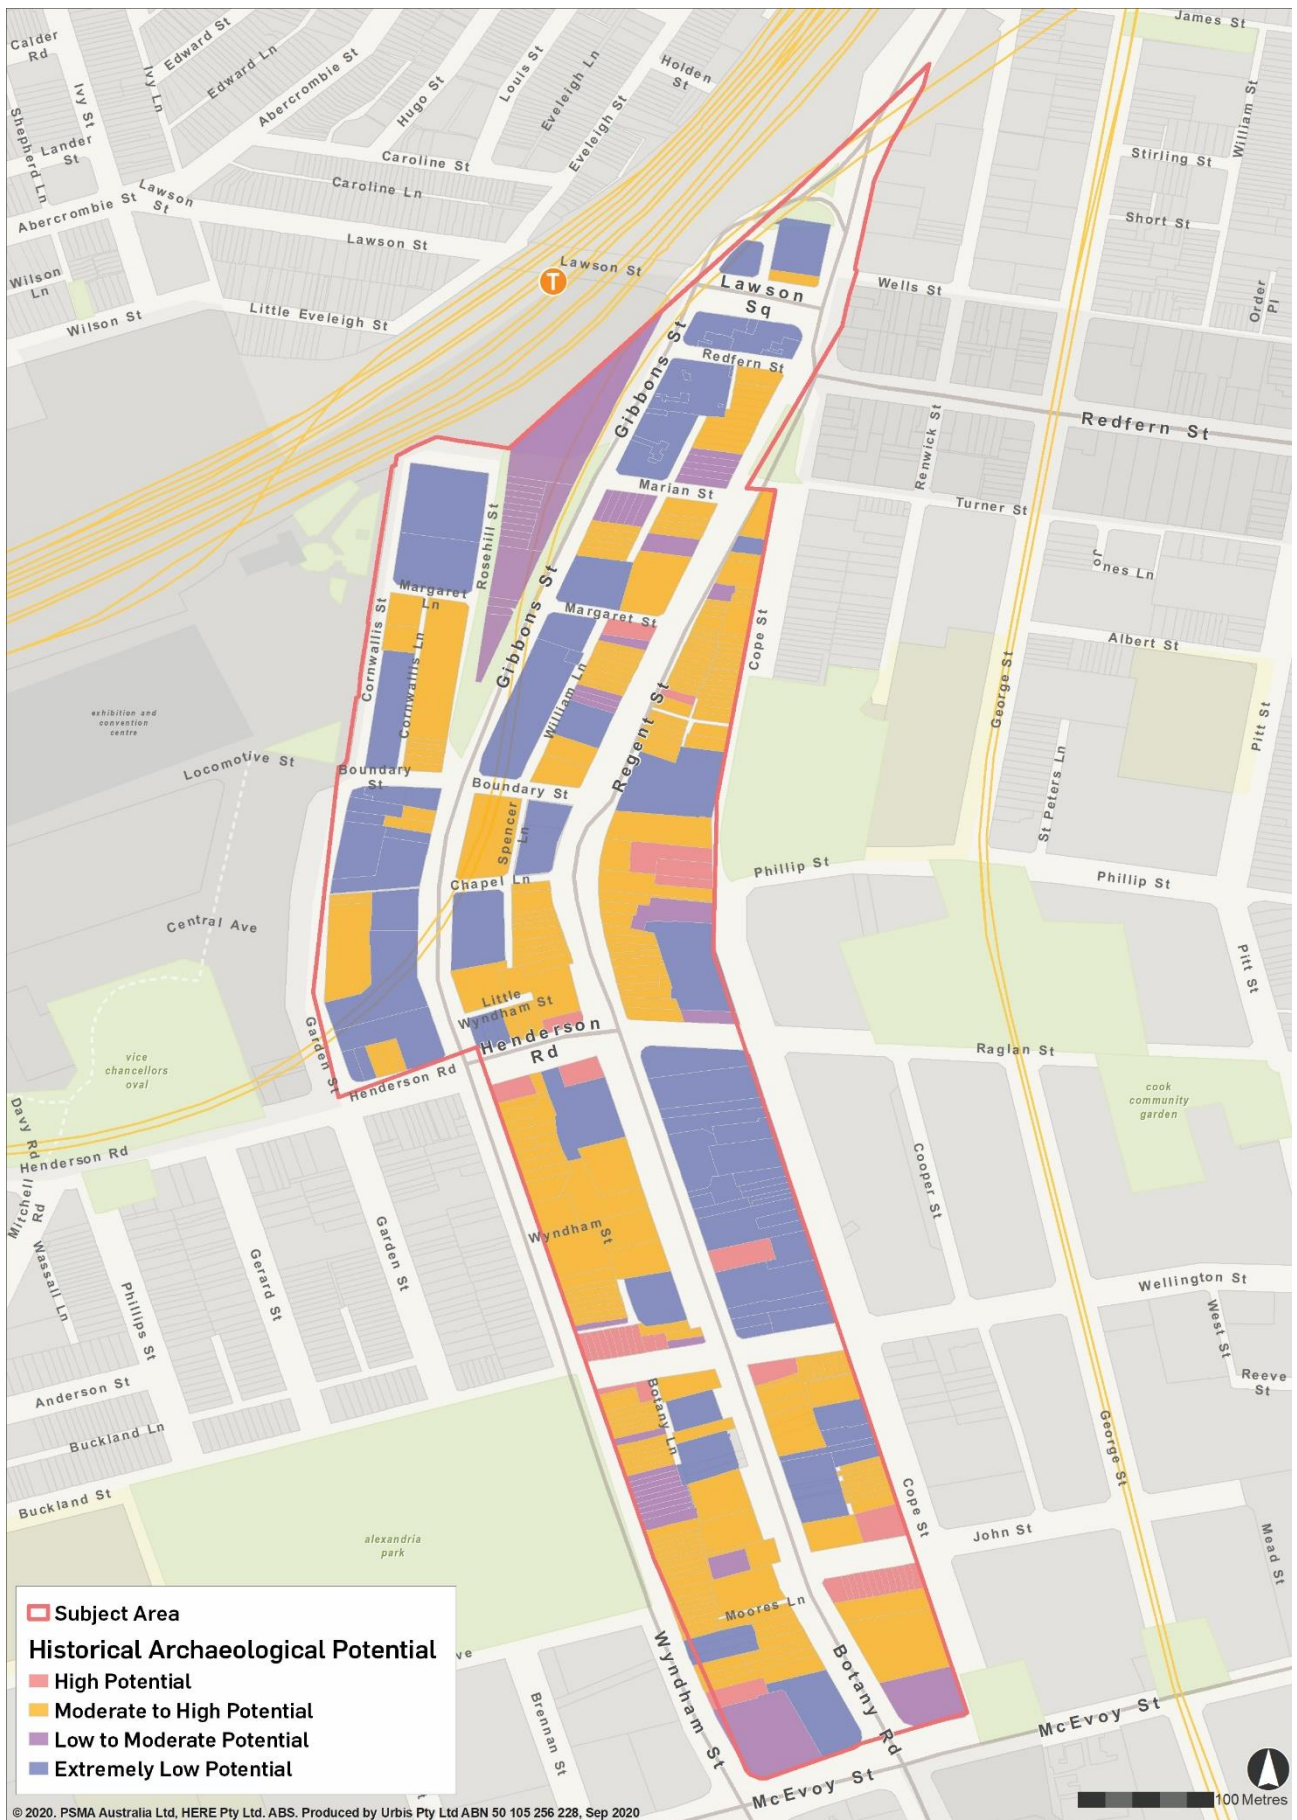 James St
Calder
Rd
Edward St
Edward Ln
Ivy Ln
Ivy St
Abercrombie St
Hugo St
Louis St
Eveleigh Ln
Holden
St
Eveleigh St
William St
Shepherd Ln
Lander
St
Caroline St
Caroline Ln
Stirling St
Abercrombie St
Lawson
St
Lawson St
Short St
Wilson
Ln
T
Lawson St
Lawson
Sq
Wells St
Order
Pl
Wilson St
Little Eveleigh St
Gibbons St
Redfern St
Redfern St
Renwick St
Marian St
Turner St
Rosehill St
Jones Ln
Margaret
Ln
Cornwallis St
Cornwallis Ln
Gibbons St
Margaret St
Cope St
Albert St
George St
William Ln
Regent St
Pitt St
exhibition and
convention
centre
Locomotive St
Boundary
St
Boundary St
St Peters Ln
Spencer
Ln
Chapel Ln
Phillip St
Phillip St
Central Ave
Pitt St
Little
Wyndham St
Henderson
Rd
Garden St
Henderson Rd
Raglan St
vice
chancellors
oval
cook
community
garden
Davy Rd
Henderson Rd
Mitchell
Rd
Wassall Ln
Phillips St
Gerard St
Garden St
Wyndham
St
Cooper St
Wellington St
West St
Reeve
St
Anderson St
Buckland Ln
Buckland St
Botany Ln
George St
Cope St
John St
Mead St
alexandria
park
Moores Ln
Wyndham St
Botany Rd
Brennan St
ve
McEvoy St
McEvoy St
Subject Area
Historical Archaeological Potential
High Potential
Moderate to High Potential
Low to Moderate Potential
Extremely Low Potential
100 Metres
© 2020. PSMA Australia Ltd, HERE Pty Ltd. ABS. Produced by Urbis Pty Ltd ABN 50 105 256 228, Sep 2020